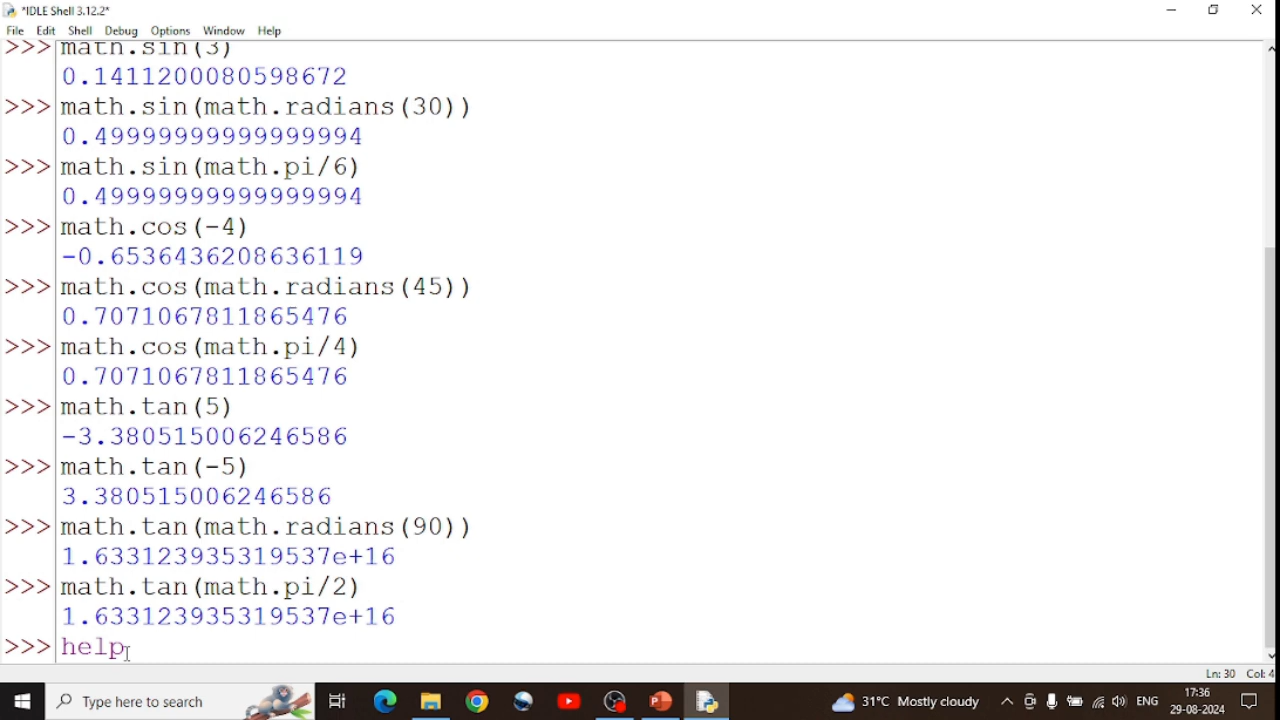 *IDLE Shell 3.12.2*
File Edit Shell Debug Options Window Help
>>> math.sin(3)
0.1411200080598672
>>> math.sin(math.radians(30))
0.49999999999999994
>>> math.sin(math.pi/6)
0.49999999999999994
>>> math.cos(-4)
-0.6536436208636119
>>> math.cos(math.radians(45))
0.7071067811865476
>>> math.cos(math.pi/4)
0.7071067811865476
>>> math.tan(5)
-3.380515006246586
>>> math.tan(-5)
3.380515006246586
>>> math.tan(math.radians(90))
1.633123935319537e+16
>>> math.tan(math.pi/2)
1.633123935319537e+16
>>> help
Ln: 30 Col: 4
Type here to search
31°C Mostly cloudy
ENG
17:36
29-08-2024